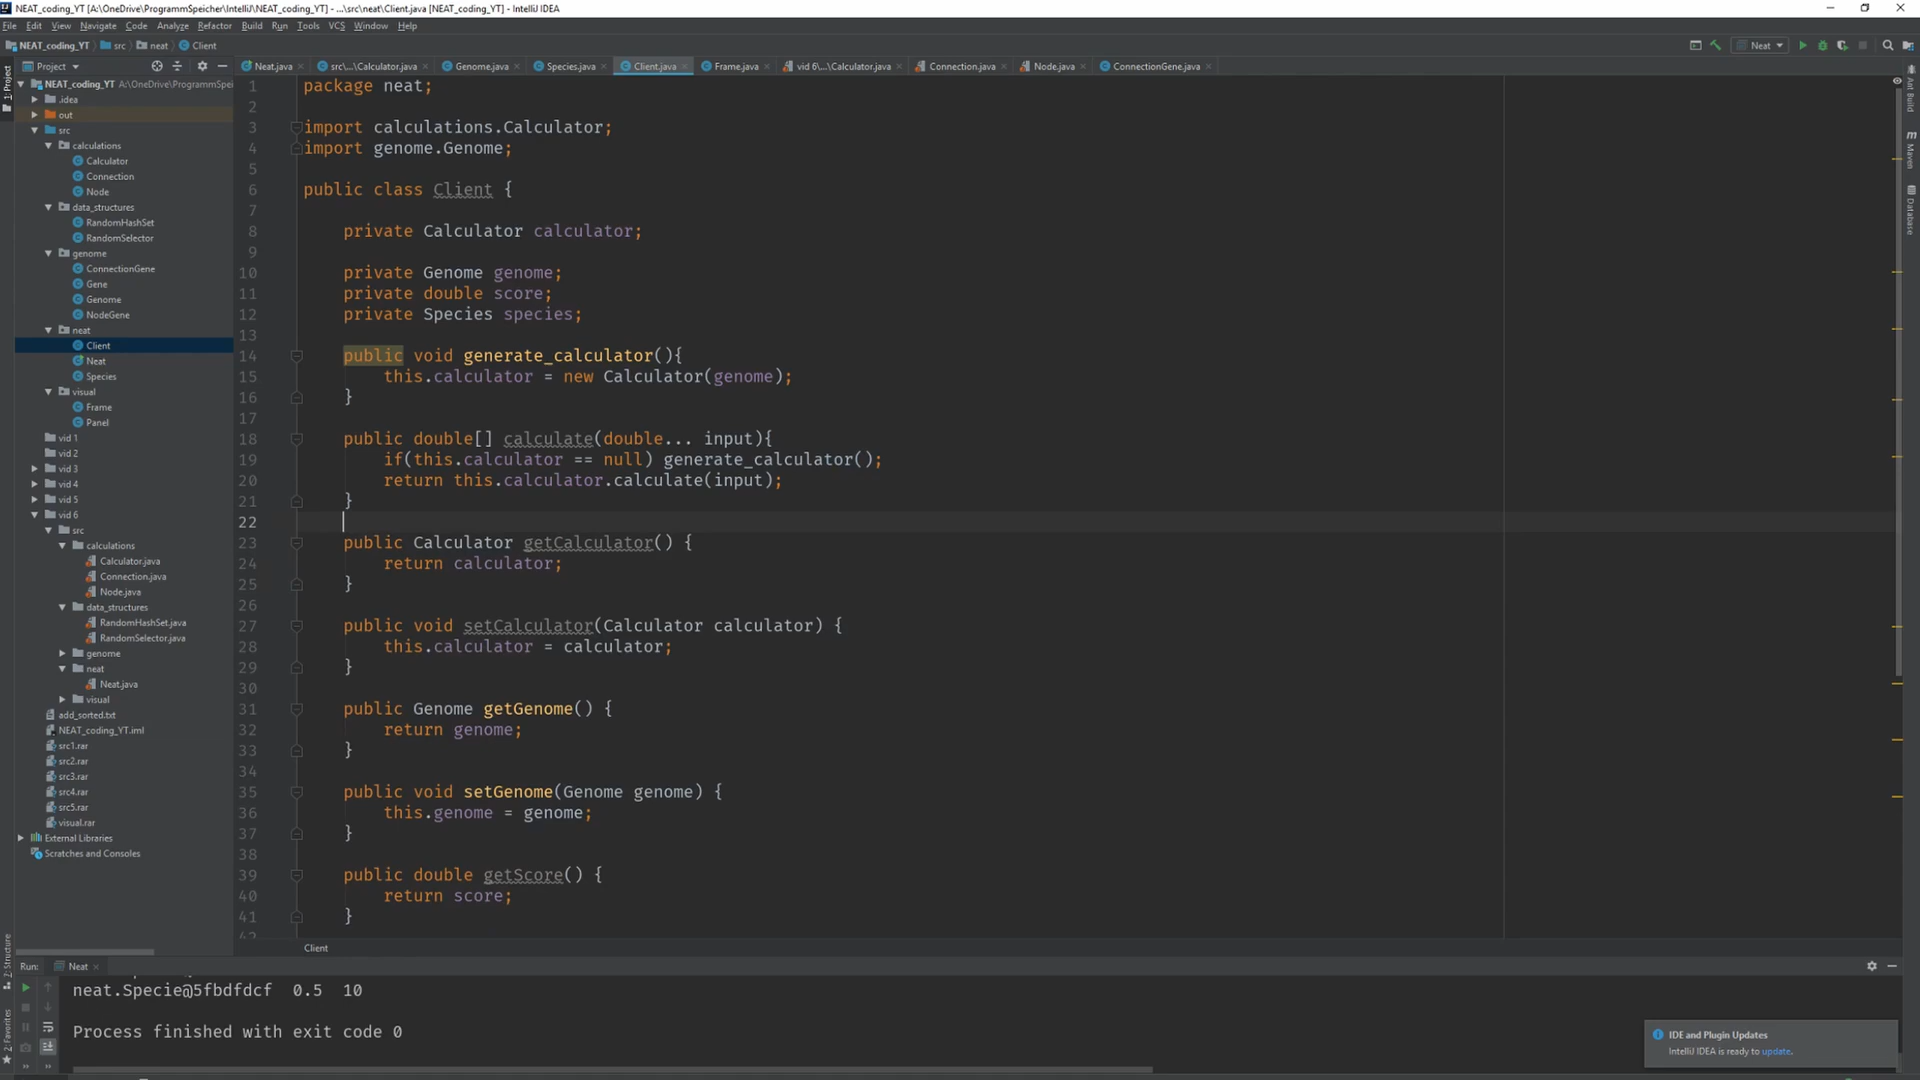 NEAT_coding_YT [A:\OneDrive\ProgrammSpeicher\IntelliJ\NEAT_coding_YT] - ...\src\neat\Client.java [NEAT_coding_YT] - IntelliJ IDEA
File Edit View Navigate Code Analyze Refactor Build Run Tools VCS Window Help
NEAT_coding_YT src neat Client Neat
Project Neat.java src\...\Calculator.java Genome.java Species.java Client.java Frame.java vid 6\...\Calculator.java Connection.java Node.java ConnectionGene.java
1: Project
NEAT_coding_YT A:\OneDrive\ProgrammSpei
.idea
out
src
calculations
Calculator
Connection
Node
data_structures
RandomHashSet
RandomSelector
genome
ConnectionGene
Gene
Genome
NodeGene
neat
Client
Neat
Species
visual
Frame
Panel
vid 1
vid 2
vid 3
vid 4
vid 5
vid 6
src
calculations
Calculator.java
Connection.java
Node.java
data_structures
RandomHashSet.java
RandomSelector.java
genome
neat
Neat.java
visual
add_sorted.txt
NEAT_coding_YT.iml
src1.rar
src2.rar
src3.rar
src4.rar
src5.rar
visual.rar
External Libraries
Scratches and Consoles
1 package neat;
2
3 import calculations.Calculator;
4 import genome.Genome;
5
6 public class Client {
7
8 private Calculator calculator;
9
10 private Genome genome;
11 private double score;
12 private Species species;
13
14 public void generate_calculator(){
15 this.calculator = new Calculator(genome);
16 }
17
18 public double[] calculate(double... input){
19 if(this.calculator == null) generate_calculator();
20 return this.calculator.calculate(input);
21 }
22
23 public Calculator getCalculator() {
24 return calculator;
25 }
26
27 public void setCalculator(Calculator calculator) {
28 this.calculator = calculator;
29 }
30
31 public Genome getGenome() {
32 return genome;
33 }
34
35 public void setGenome(Genome genome) {
36 this.genome = genome;
37 }
38
39 public double getScore() {
40 return score;
41 }
42
Client
Ant Build
Maven
Database
Z: Structure
2: Favorites
Run: Neat
neat.Specie@5fbdfdcf 0.5 10
Process finished with exit code 0
IDE and Plugin Updates
IntelliJ IDEA is ready to update.